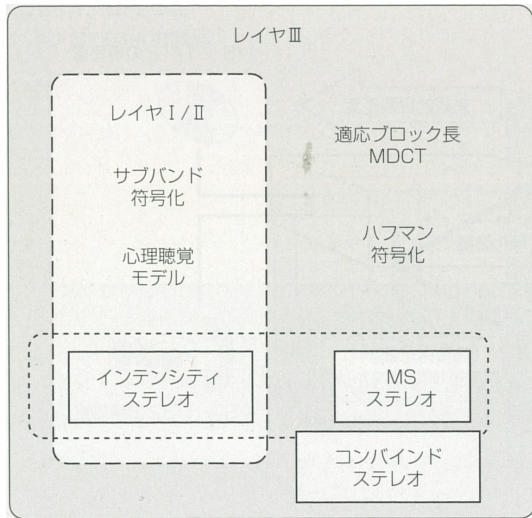 レイヤⅢ
レイヤⅠ/Ⅱ
サブバンド
符号化
心理聴覚
モデル
適応ブロック長
MDCT
ハフマン
符号化
インテンシティ
ステレオ
MS
ステレオ
コンバインド
ステレオ